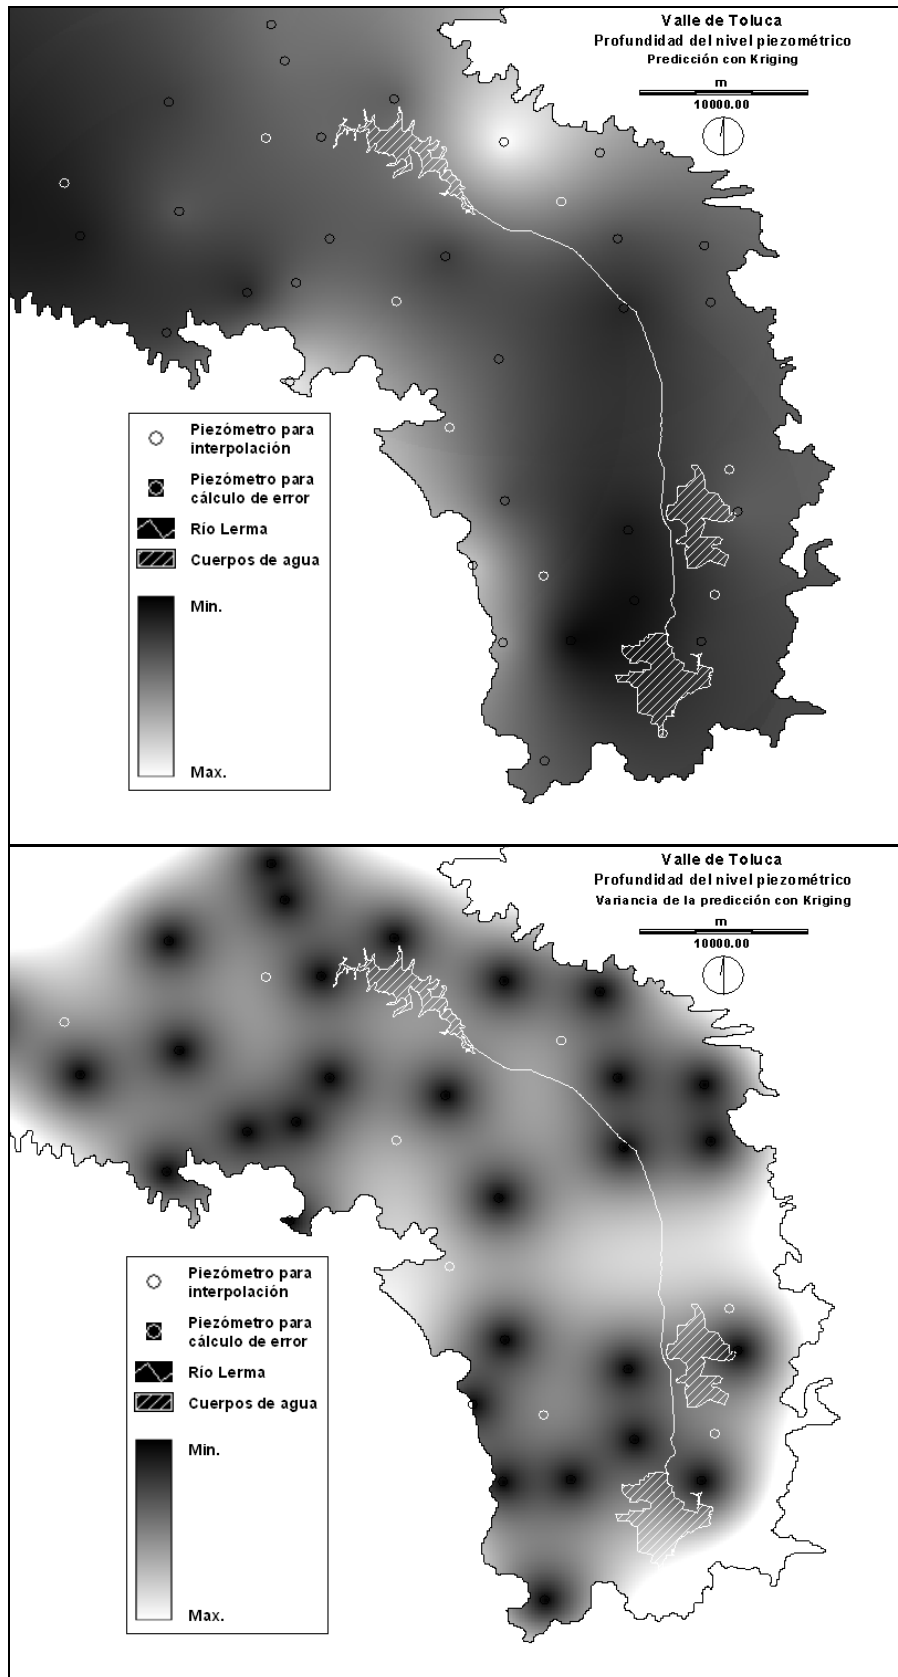 Valle de Toluca
Profundidad del nivel piezométrico
Predicción con Kriging
m
10000.00
Piezómetro para
interpolación
Piezómetro para
cálculo de error
Río Lerma
Cuerpos de agua
Min.
Max.
Valle de Toluca
Profundidad del nivel piezométrico
Variancia de la predicción con Kriging
m
10000.00
Piezómetro para
interpolación
Piezómetro para
cálculo de error
Río Lerma
Cuerpos de agua
Min.
Max.